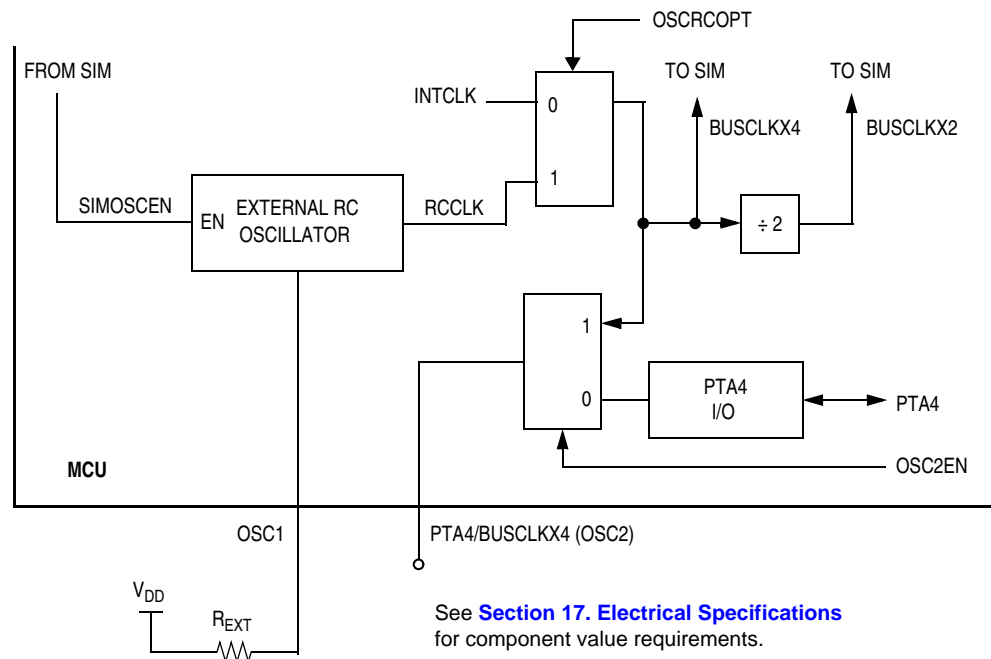 OSCRCOPT
FROM SIM
TO SIM
TO SIM
INTCLK
0
BUSCLKX4
BUSCLKX2
1
SIMOSCEN
EN
EXTERNAL RC
OSCILLATOR
RCCLK
÷ 2
1
0
PTA4
I/O
PTA4
MCU
OSC2EN
OSC1
PTA4/BUSCLKX4 (OSC2)
VDD
REXT
See Section 17. Electrical Specifications
for component value requirements.